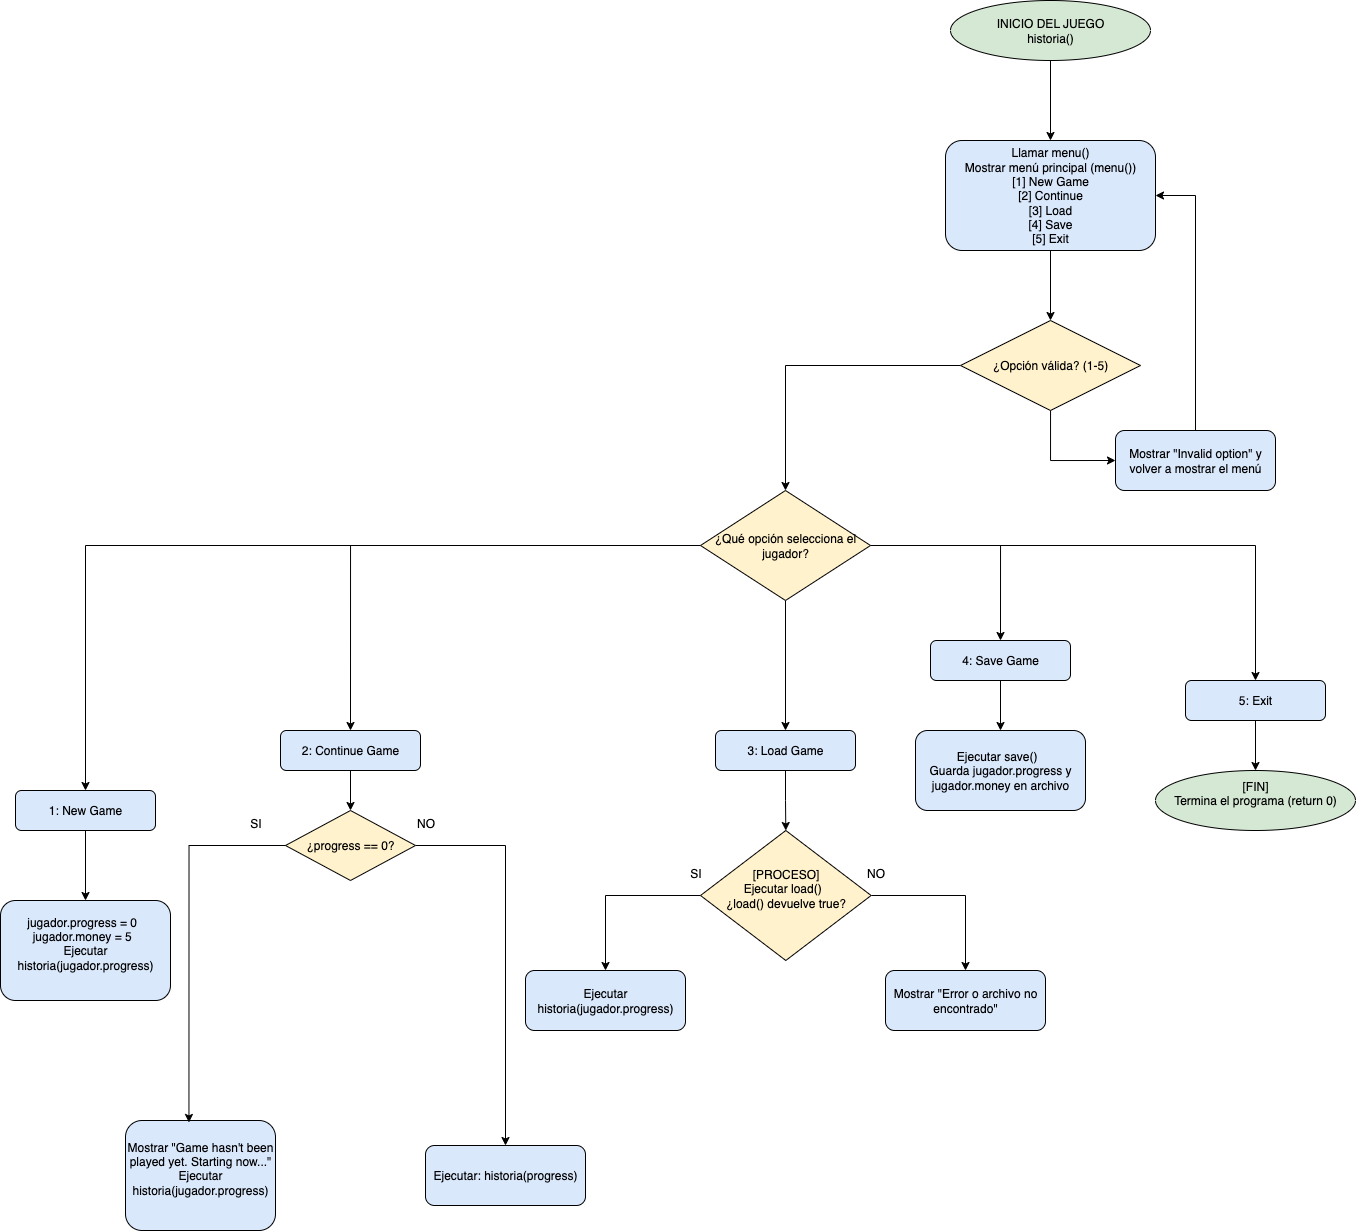 INICIO DEL JUEGO
historia()
Llamar menu()
Mostrar menú principal (menu())
[1] New Game
[2] Continue
[3] Load
[4] Save
[5] Exit
¿Opción válida? (1-5)
Mostrar "Invalid option" y
volver a mostrar el menú
¿Qué opción selecciona el
jugador?
4: Save Game
5: Exit
2: Continue Game
3: Load Game
Ejecutar save()
Guarda jugador.progress y
jugador.money en archivo
[FIN]
Termina el programa (return 0)
1: New Game
SI
NO
¿progress == 0?
SI
NO
[PROCESO]
Ejecutar load()
¿load() devuelve true?
jugador.progress = 0
jugador.money = 5
Ejecutar
historia(jugador.progress)
Ejecutar
historia(jugador.progress)
Mostrar "Error o archivo no
encontrado"
Mostrar "Game hasn't been
played yet. Starting now..."
Ejecutar
historia(jugador.progress)
Ejecutar: historia(progress)